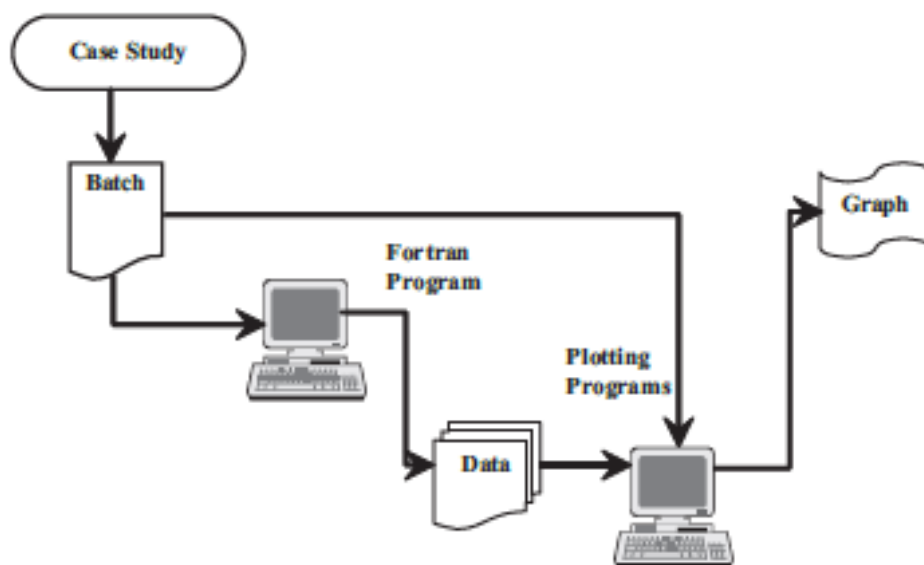 Case Study
Batch
Graph
Fortran
Program
Plotting
Programs
Data